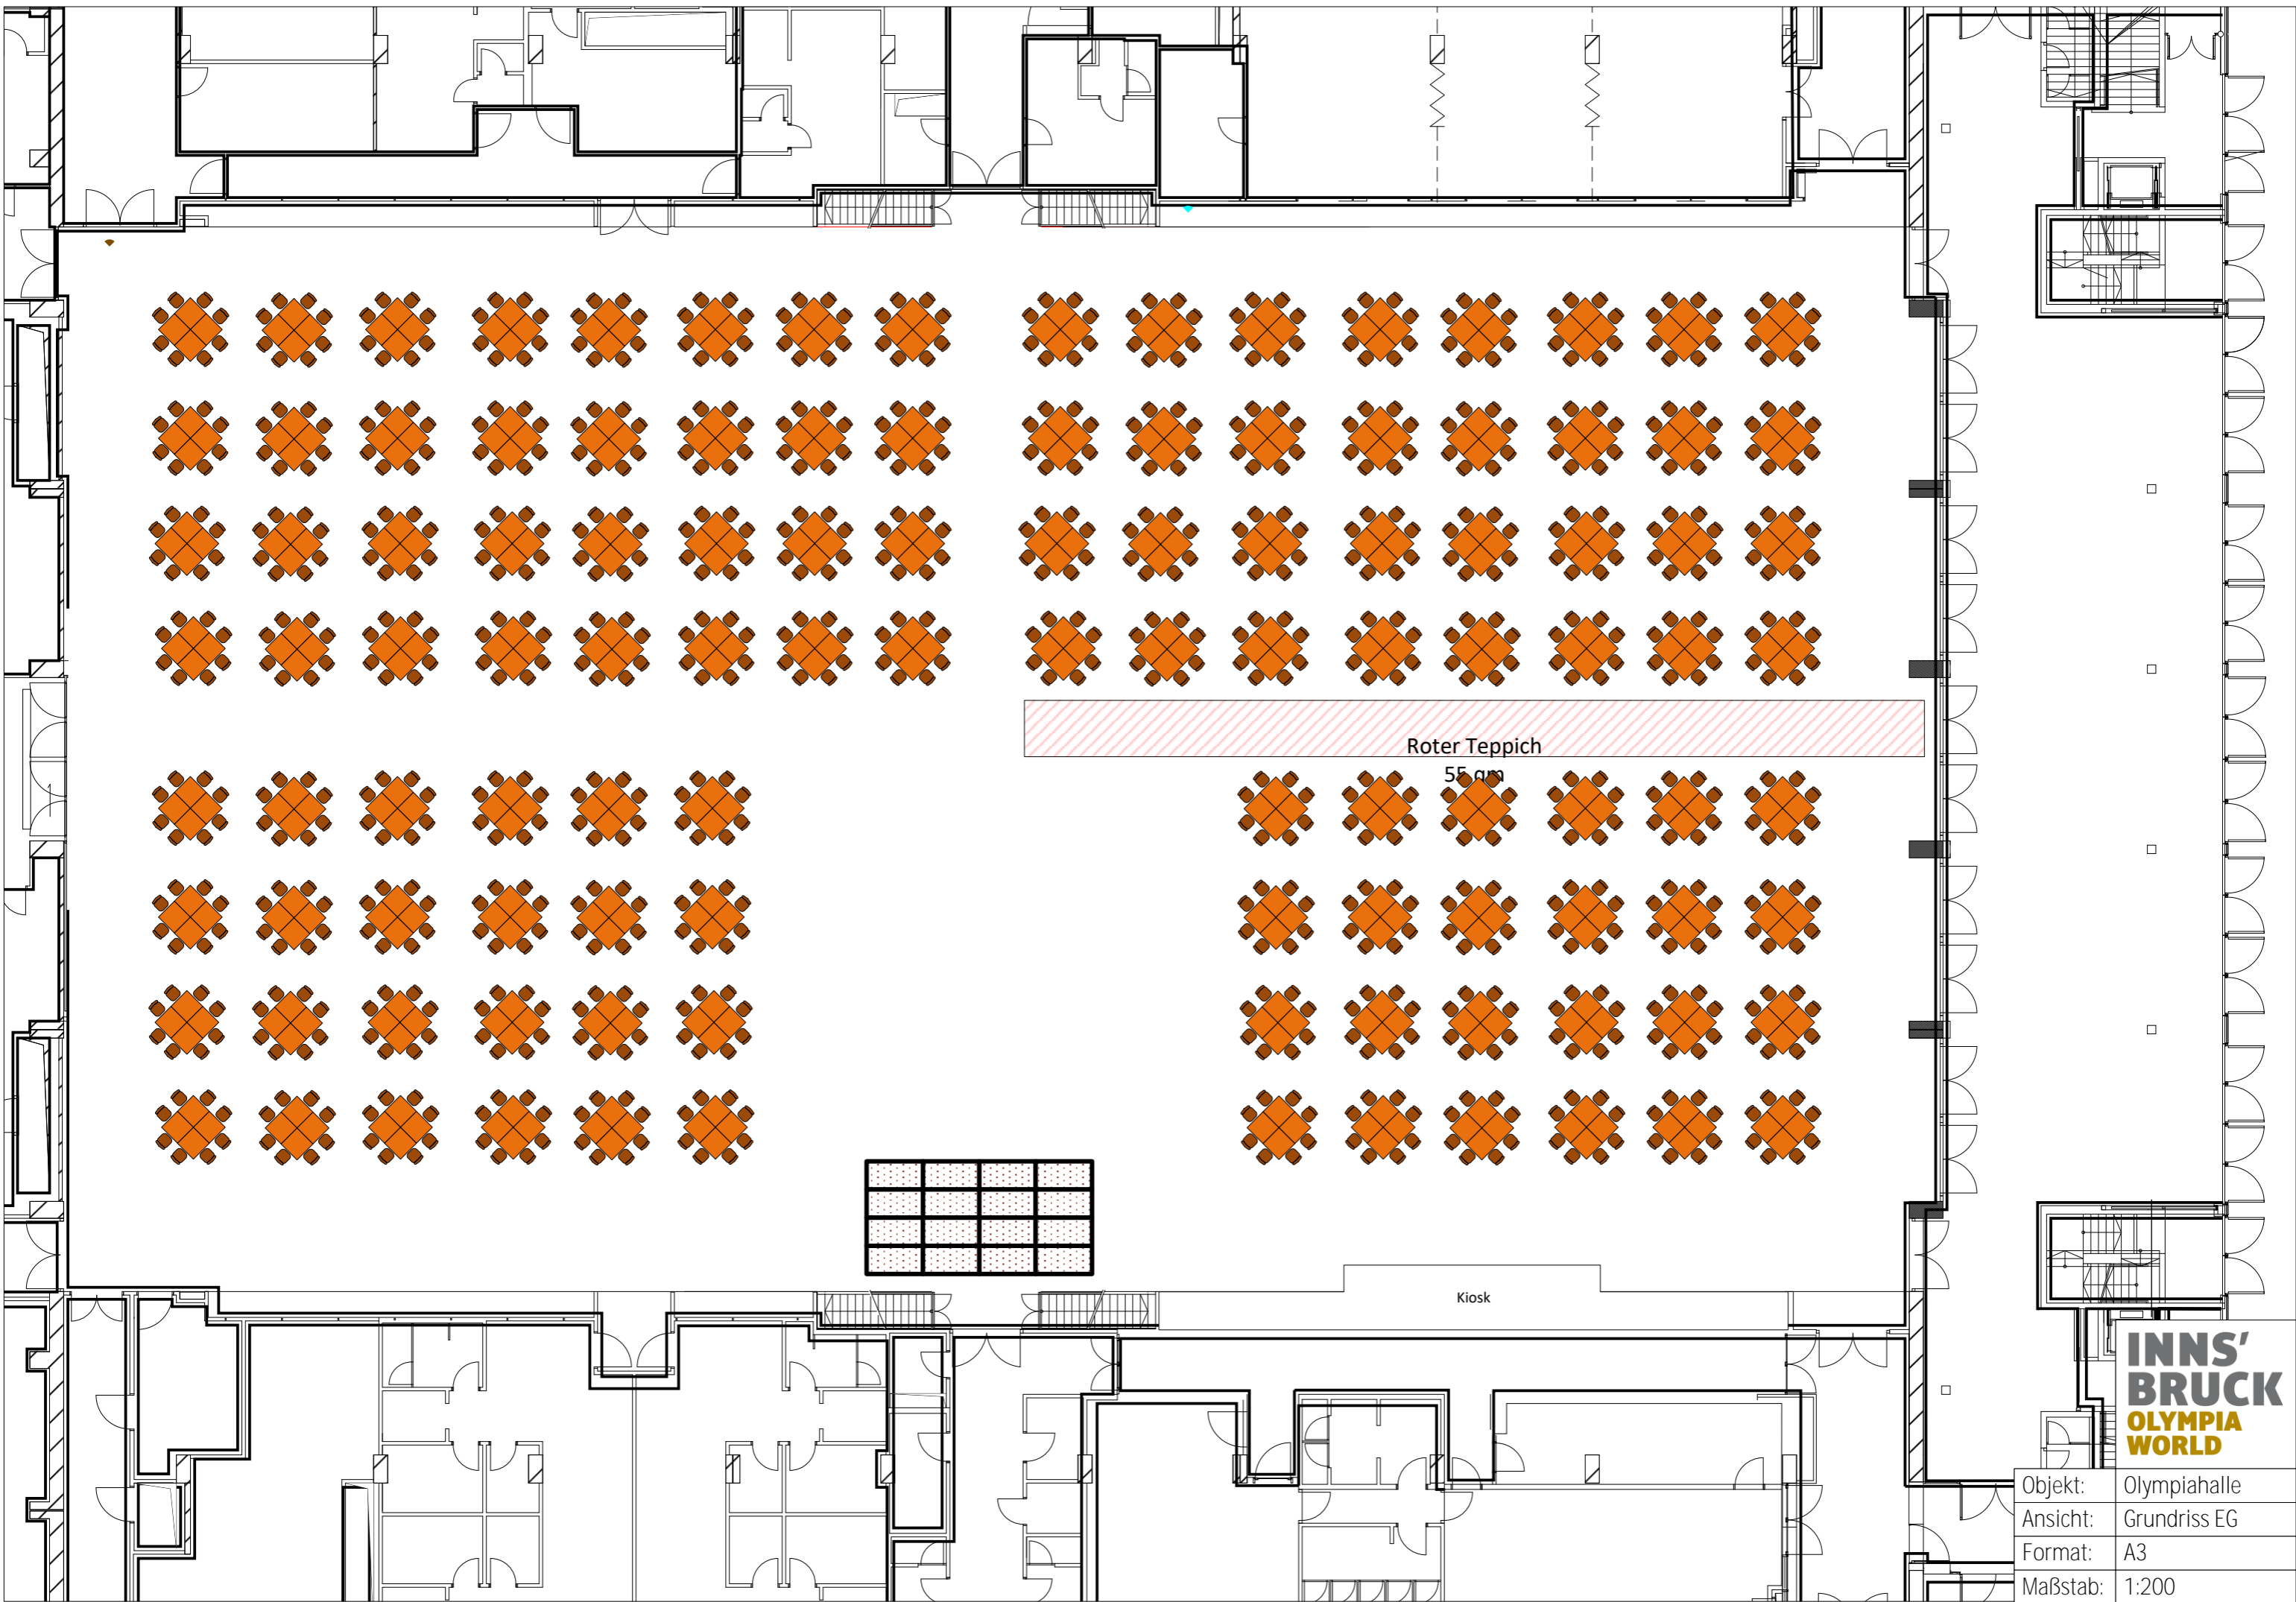 Roter Teppich
55 qm
Kiosk
INNS'
BRUCK
OLYMPIA
WORLD
Objekt: Olympiahalle
Ansicht: Grundriss EG
Format: A3
Maßstab: 1:200